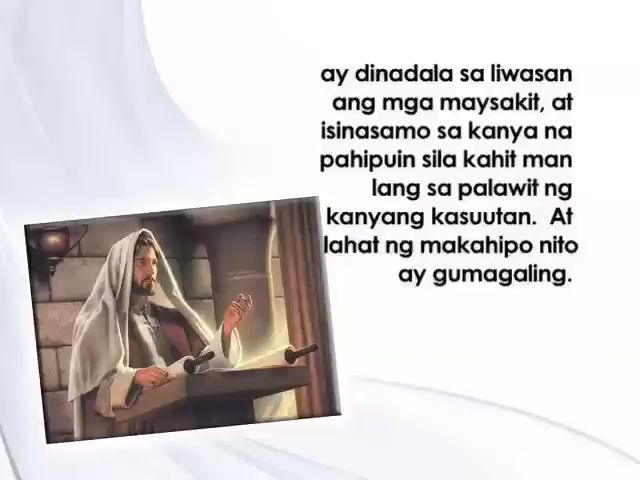 ay dinadala sa liwasan
ang mga maysakit, at
isinasamo sa kanya na
pahipuin sila kahit man
lang sa palawit ng
kanyang kasuutan. At
lahat ng makahipo nito
ay gumagaling.